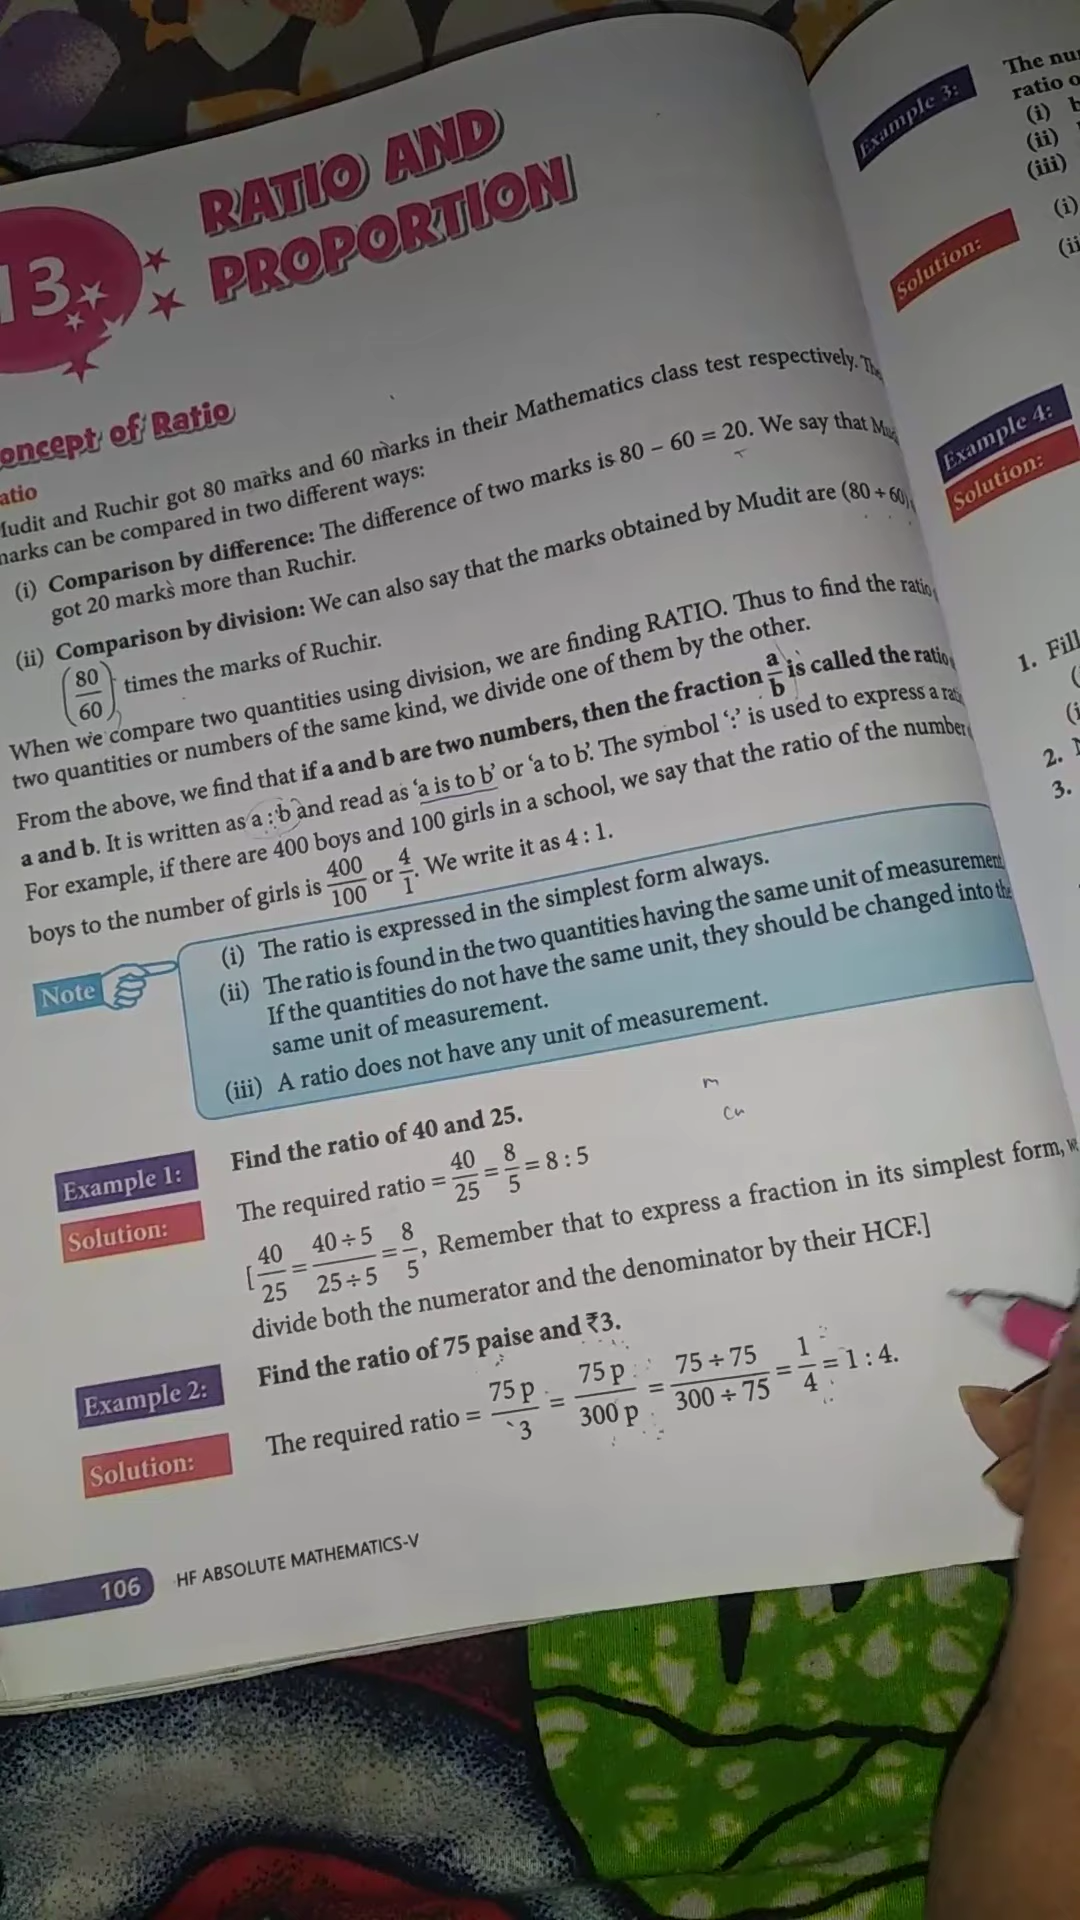 13
RATIO AND
PROPORTION
oncept of Ratio
atio
Mudit and Ruchir got 80 marks and 60 marks in their Mathematics class test respectively. The
marks can be compared in two different ways:
(i) Comparison by difference: The difference of two marks is 80 – 60 = 20. We say that Mud
got 20 marks more than Ruchir.
(ii) Comparison by division: We can also say that the marks obtained by Mudit are (80 ÷ 60),
(80/60) times the marks of Ruchir.
When we compare two quantities using division, we are finding RATIO. Thus to find the ratio
two quantities or numbers of the same kind, we divide one of them by the other.
From the above, we find that if a and b are two numbers, then the fraction a/b is called the ratio
a and b. It is written as a : b and read as ‘a is to b’ or ‘a to b’. The symbol ‘:’ is used to express a rati
For example, if there are 400 boys and 100 girls in a school, we say that the ratio of the number
boys to the number of girls is 400/100 or 4/1. We write it as 4 : 1.
Note
(i) The ratio is expressed in the simplest form always.
(ii) The ratio is found in the two quantities having the same unit of measurement
If the quantities do not have the same unit, they should be changed into the
same unit of measurement.
(iii) A ratio does not have any unit of measurement.
m
Example 1:
Find the ratio of 40 and 25.
Solution:
The required ratio = 40/25 = 8/5 = 8 : 5
[40/25 = 40 ÷ 5/25 ÷ 5 = 8/5, Remember that to express a fraction in its simplest form, w
divide both the numerator and the denominator by their HCF.]
Example 2:
Find the ratio of 75 paise and ₹3.
Solution:
The required ratio = 75 p/3 = 75 p/300 p = 75 ÷ 75/300 ÷ 75 = 1/4 = 1 : 4.
106 HF ABSOLUTE MATHEMATICS-V
Example 3:
The nu
ratio o
(i) b
(ii)
(iii)
Solution:
(i)
(ii
Example 4:
Solution:
1. Fill
(
(i
2.
3.